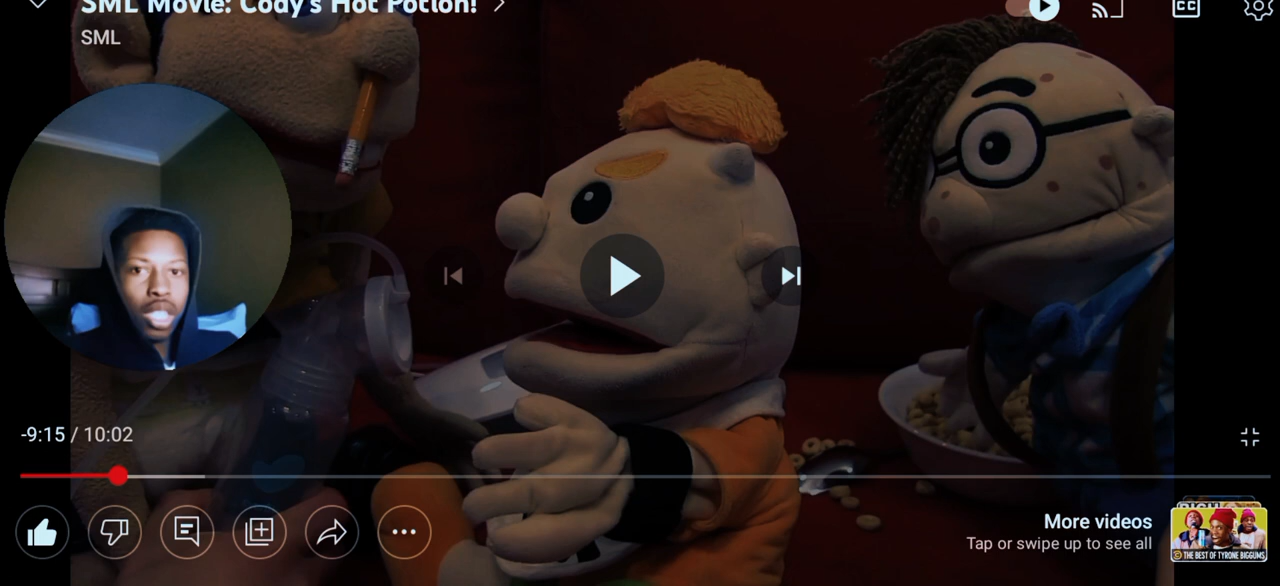 SML Movie: Cody's Hot Potion!
SML
CC
-9:15 / 10:02
More videos
Tap or swipe up to see all
THE BEST OF TYRONE BIGGUMS